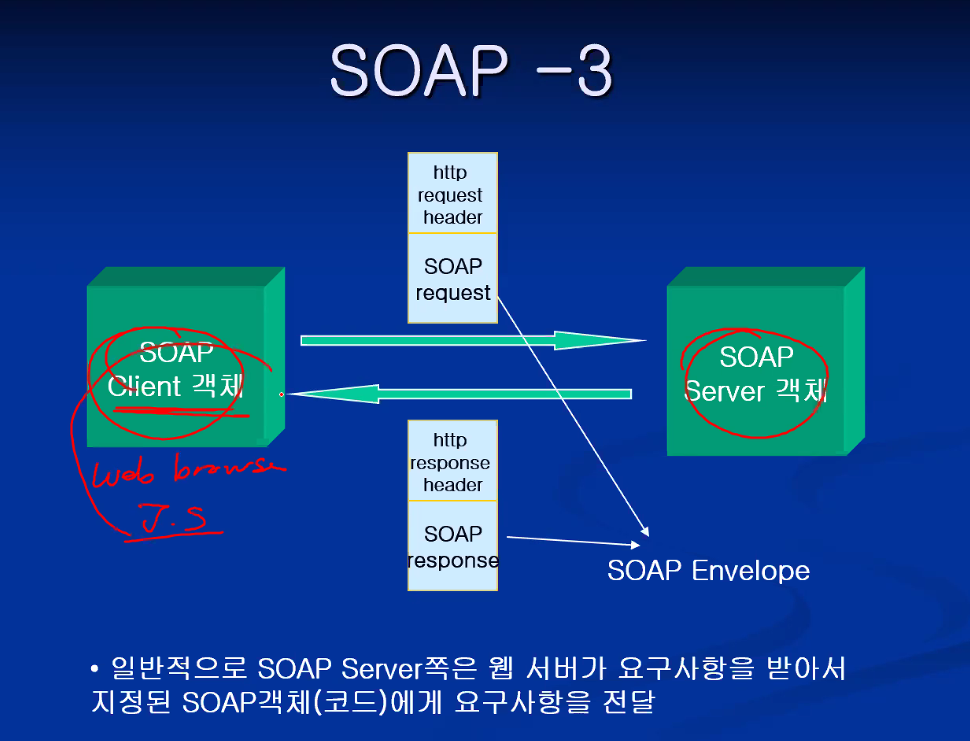 SOAP -3
http
request
header
SOAP
request
SOAP
Client 객체
SOAP
Server 객체
http
response
header
SOAP
response
web browse
J.S
SOAP Envelope
• 일반적으로 SOAP Server쪽은 웹 서버가 요구사항을 받아서
지정된 SOAP객체(코드)에게 요구사항을 전달